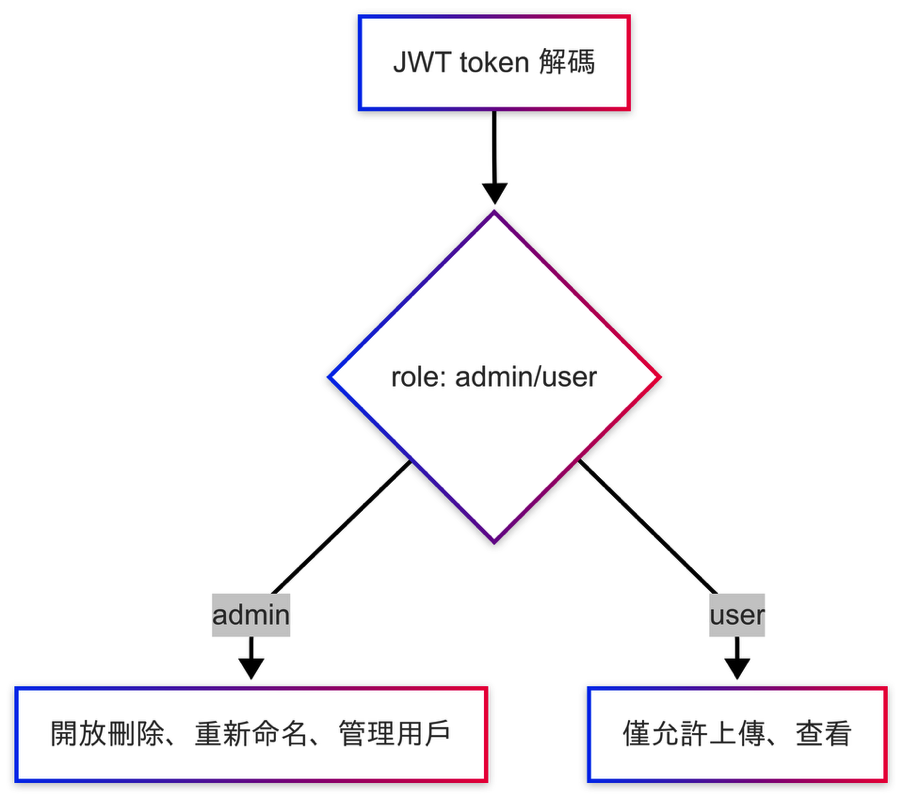 JWT token 解碼
role: admin/user
admin
user
開放刪除、重新命名、管理用戶
僅允許上傳、查看